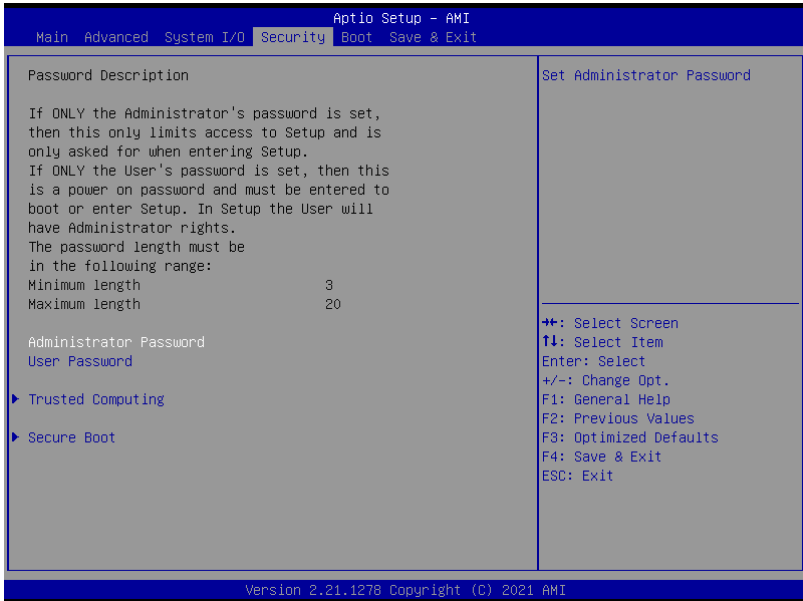 Aptio Setup – AMI
Main Advanced System I/O Security Boot Save & Exit
Password Description
If ONLY the Administrator's password is set,
then this only limits access to Setup and is
only asked for when entering Setup.
If ONLY the User's password is set, then this
is a power on password and must be entered to
boot or enter Setup. In Setup the User will
have Administrator rights.
The password length must be
in the following range:
Minimum length 3
Maximum length 20
Administrator Password
User Password
Trusted Computing
Secure Boot
Set Administrator Password
→←: Select Screen
↑↓: Select Item
Enter: Select
+/-: Change Opt.
F1: General Help
F2: Previous Values
F3: Optimized Defaults
F4: Save & Exit
ESC: Exit
Version 2.21.1278 Copyright (C) 2021 AMI